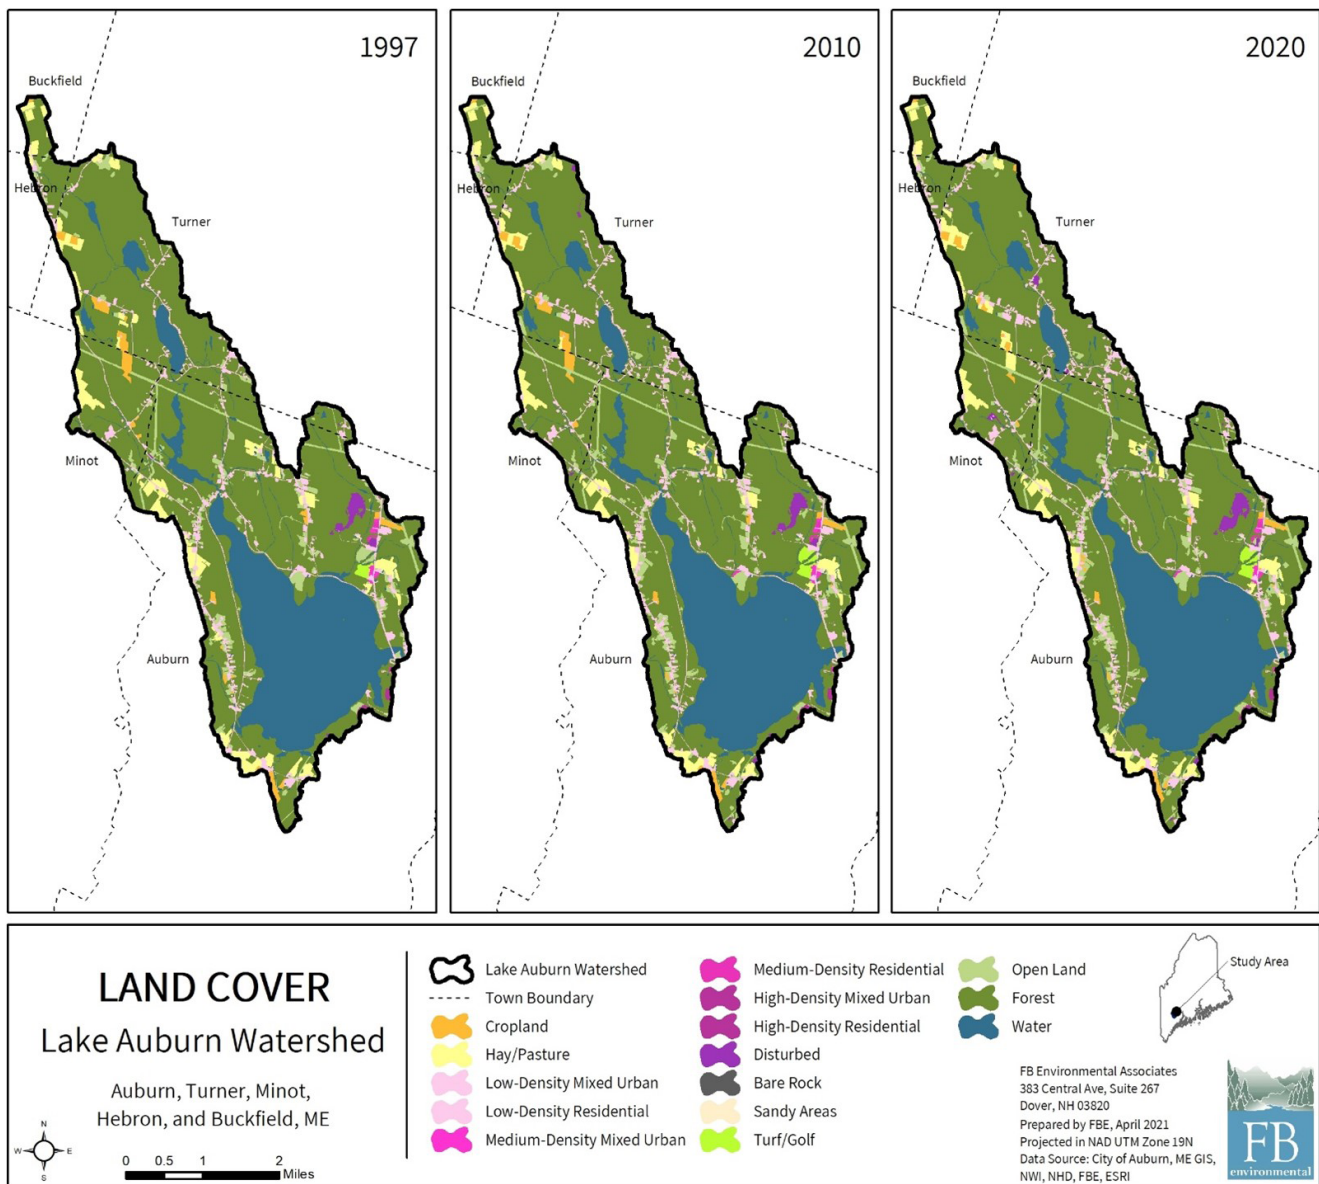 1997
Buckfield
Hebron
Turner
Minot
Auburn
2010
Buckfield
Hebron
Turner
Minot
Auburn
2020
Buckfield
Hebron
Turner
Minot
Auburn
LAND COVER
Lake Auburn Watershed
Auburn, Turner, Minot,
Hebron, and Buckfield, ME
N
W
E
S
0 0.5 1 2
Miles
Lake Auburn Watershed
Town Boundary
Cropland
Hay/Pasture
Low-Density Mixed Urban
Low-Density Residential
Medium-Density Mixed Urban
Medium-Density Residential
High-Density Mixed Urban
High-Density Residential
Disturbed
Bare Rock
Sandy Areas
Turf/Golf
Open Land
Forest
Water
Study Area
FB Environmental Associates
383 Central Ave, Suite 267
Dover, NH 03820
Prepared by FBE, April 2021
Projected in NAD UTM Zone 19N
Data Source: City of Auburn, ME GIS,
NWI, NHD, FBE, ESRI
FB
environmental